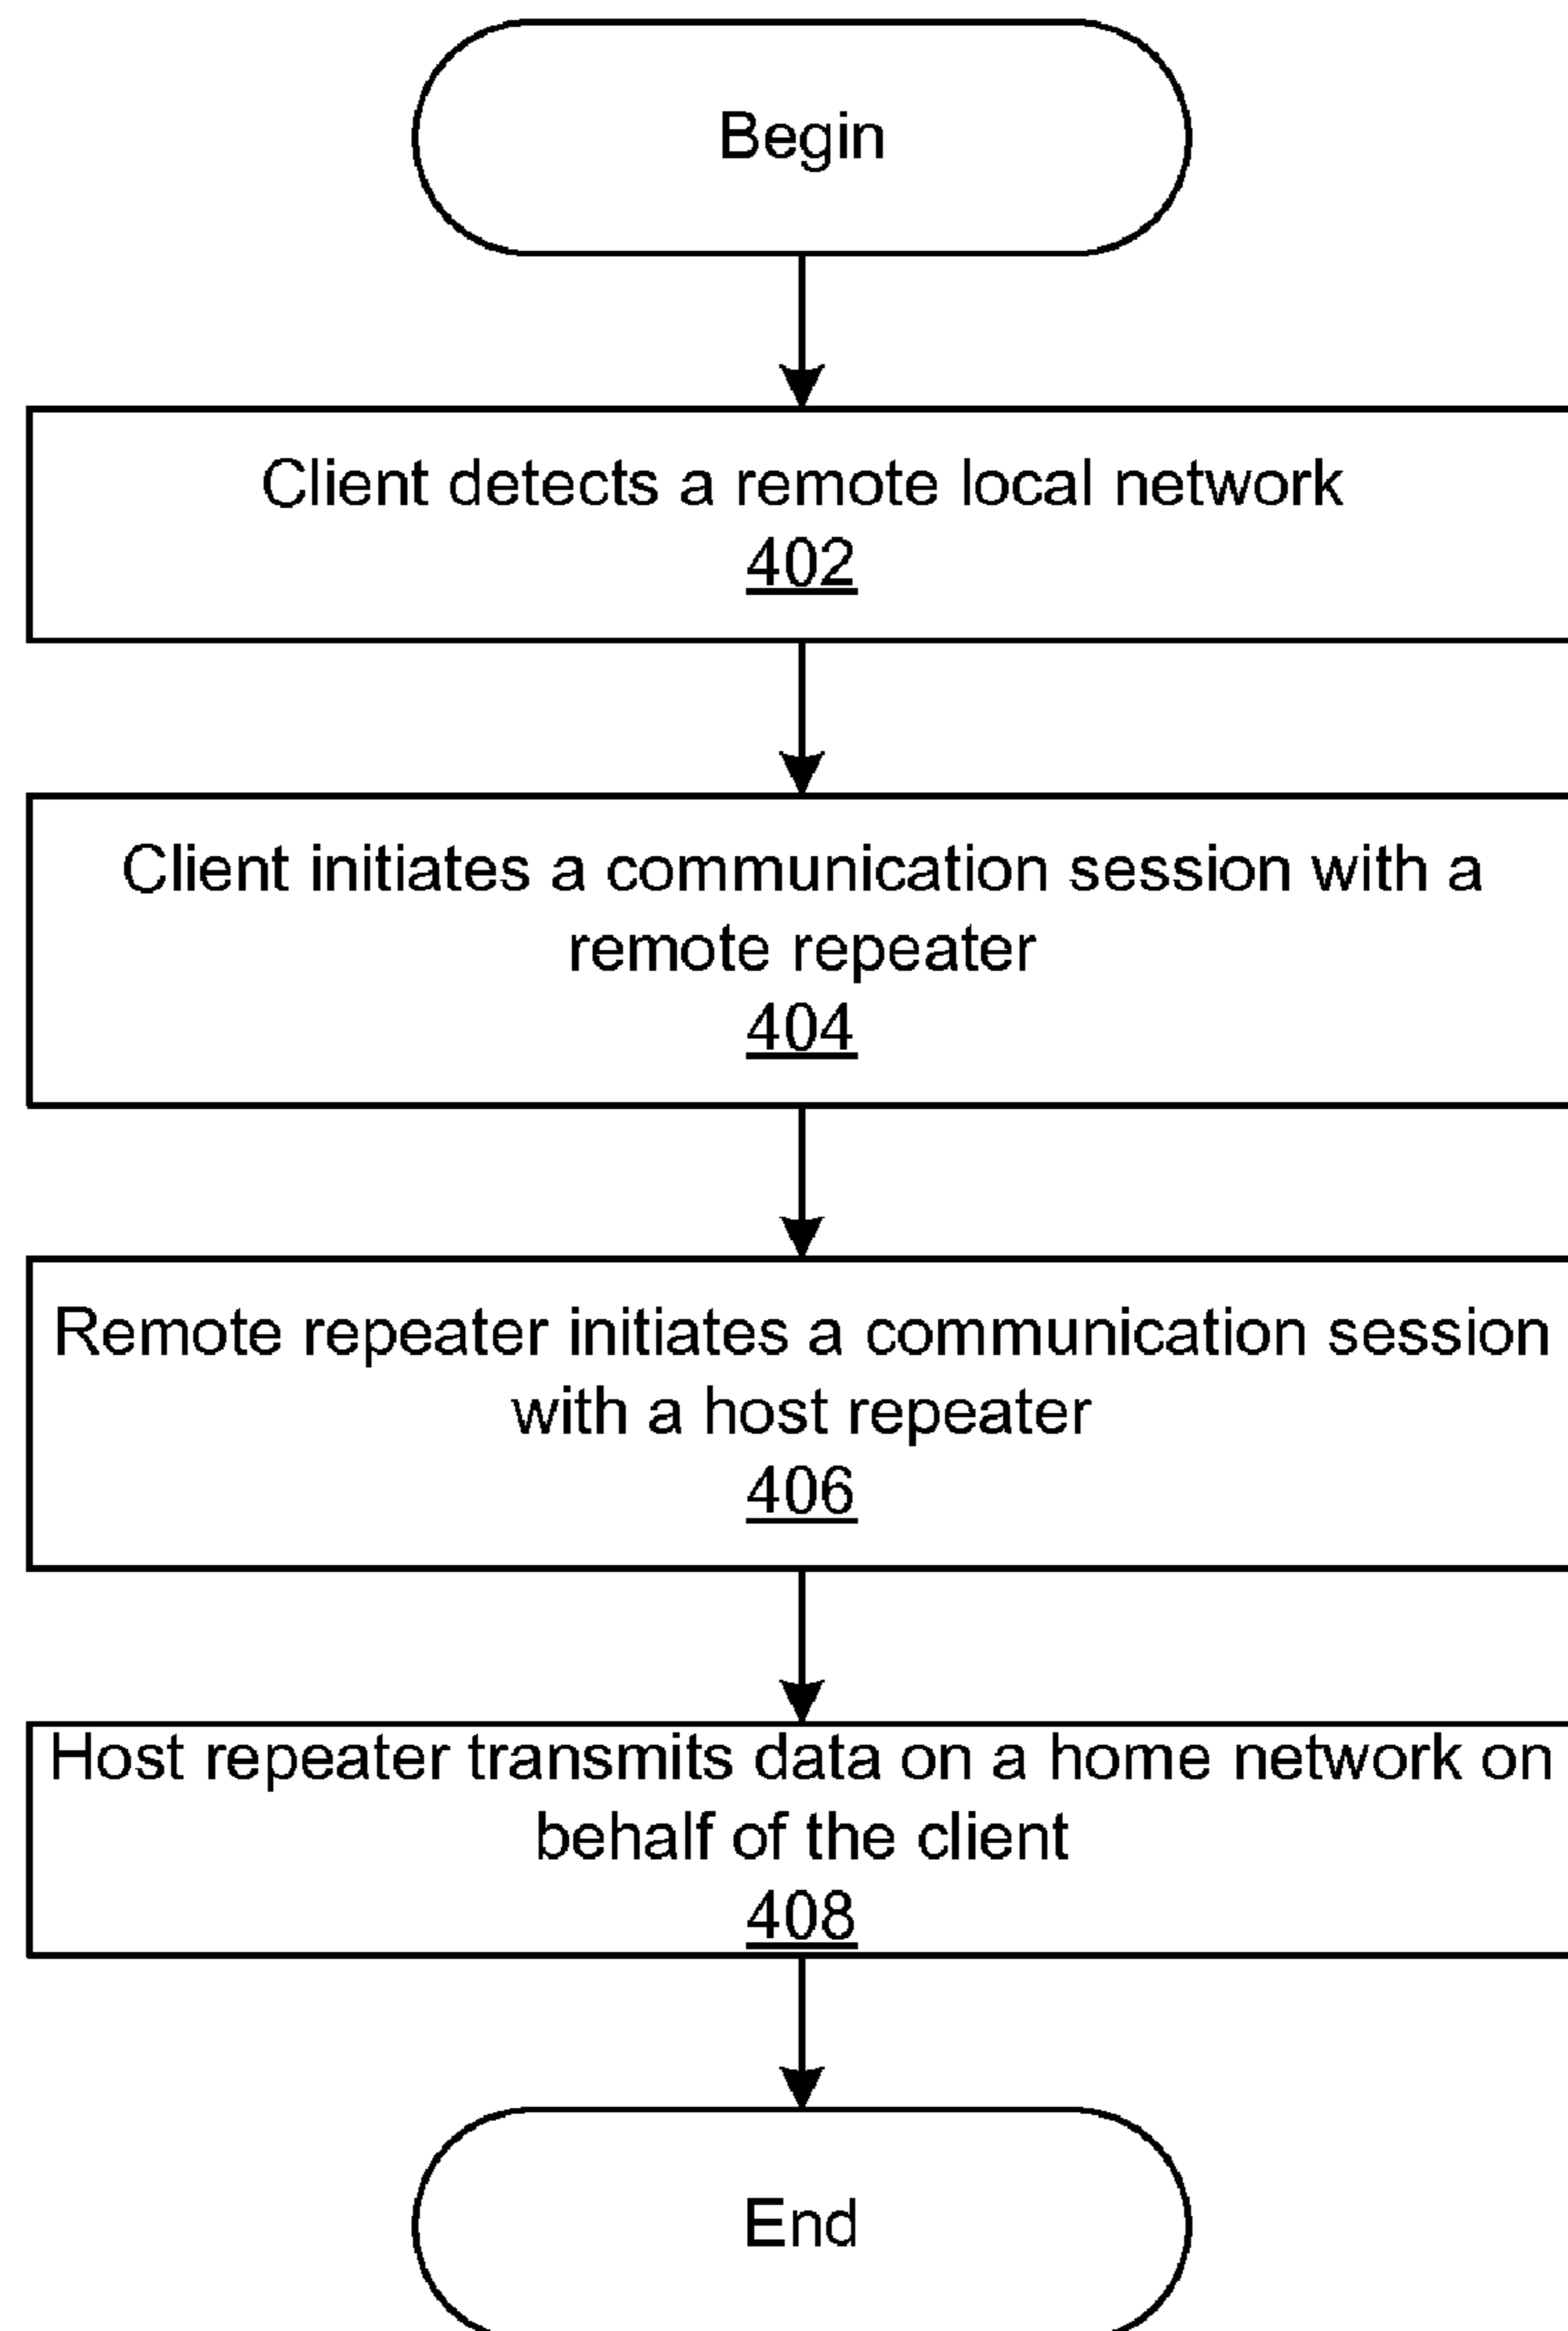 Begin
Client detects a remote local network
402
Client initiates a communication session with a
remote repeater
404
Remote repeater initiates a communication session
with a host repeater
406
Host repeater transmits data on a home network on
behalf of the client
408
End